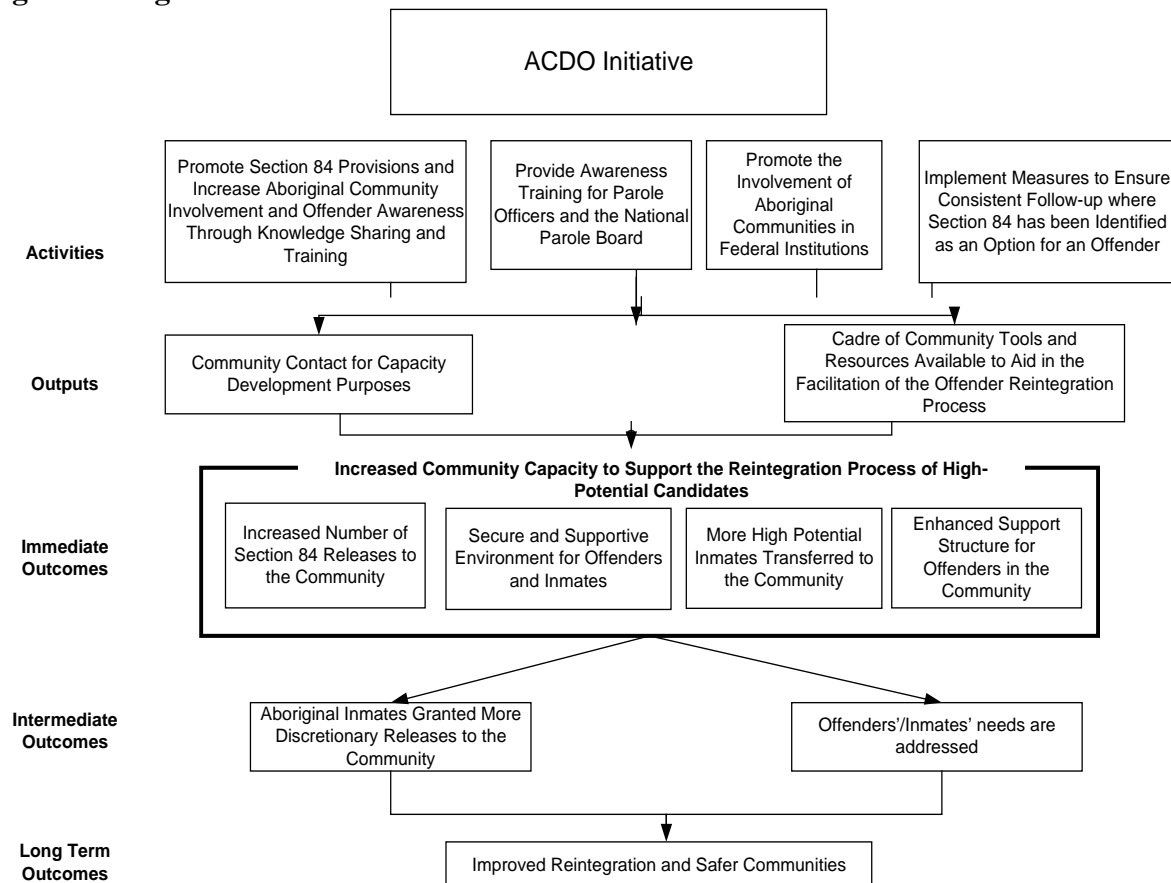 ACDO Initiative
Activities
Promote Section 84 Provisions and
Increase Aboriginal Community
Involvement and Offender Awareness
Through Knowledge Sharing and
Training
Provide Awareness
Training for Parole
Officers and the National
Parole Board
Promote the
Involvement of
Aboriginal
Communities in
Federal Institutions
Implement Measures to Ensure
Consistent Follow-up where
Section 84 has been Identified
as an Option for an Offender
Outputs
Community Contact for Capacity
Development Purposes
Cadre of Community Tools and
Resources Available to Aid in the
Facilitation of the Offender Reintegration
Process
Increased Community Capacity to Support the Reintegration Process of High-
Potential Candidates
Immediate
Outcomes
Increased Number of
Section 84 Releases to
the Community
Secure and Supportive
Environment for Offenders
and Inmates
More High Potential
Inmates Transferred to
the Community
Enhanced Support
Structure for
Offenders in the
Community
Intermediate
Outcomes
Aboriginal Inmates Granted More
Discretionary Releases to the
Community
Offenders'/Inmates' needs are
addressed
Long Term
Outcomes
Improved Reintegration and Safer Communities